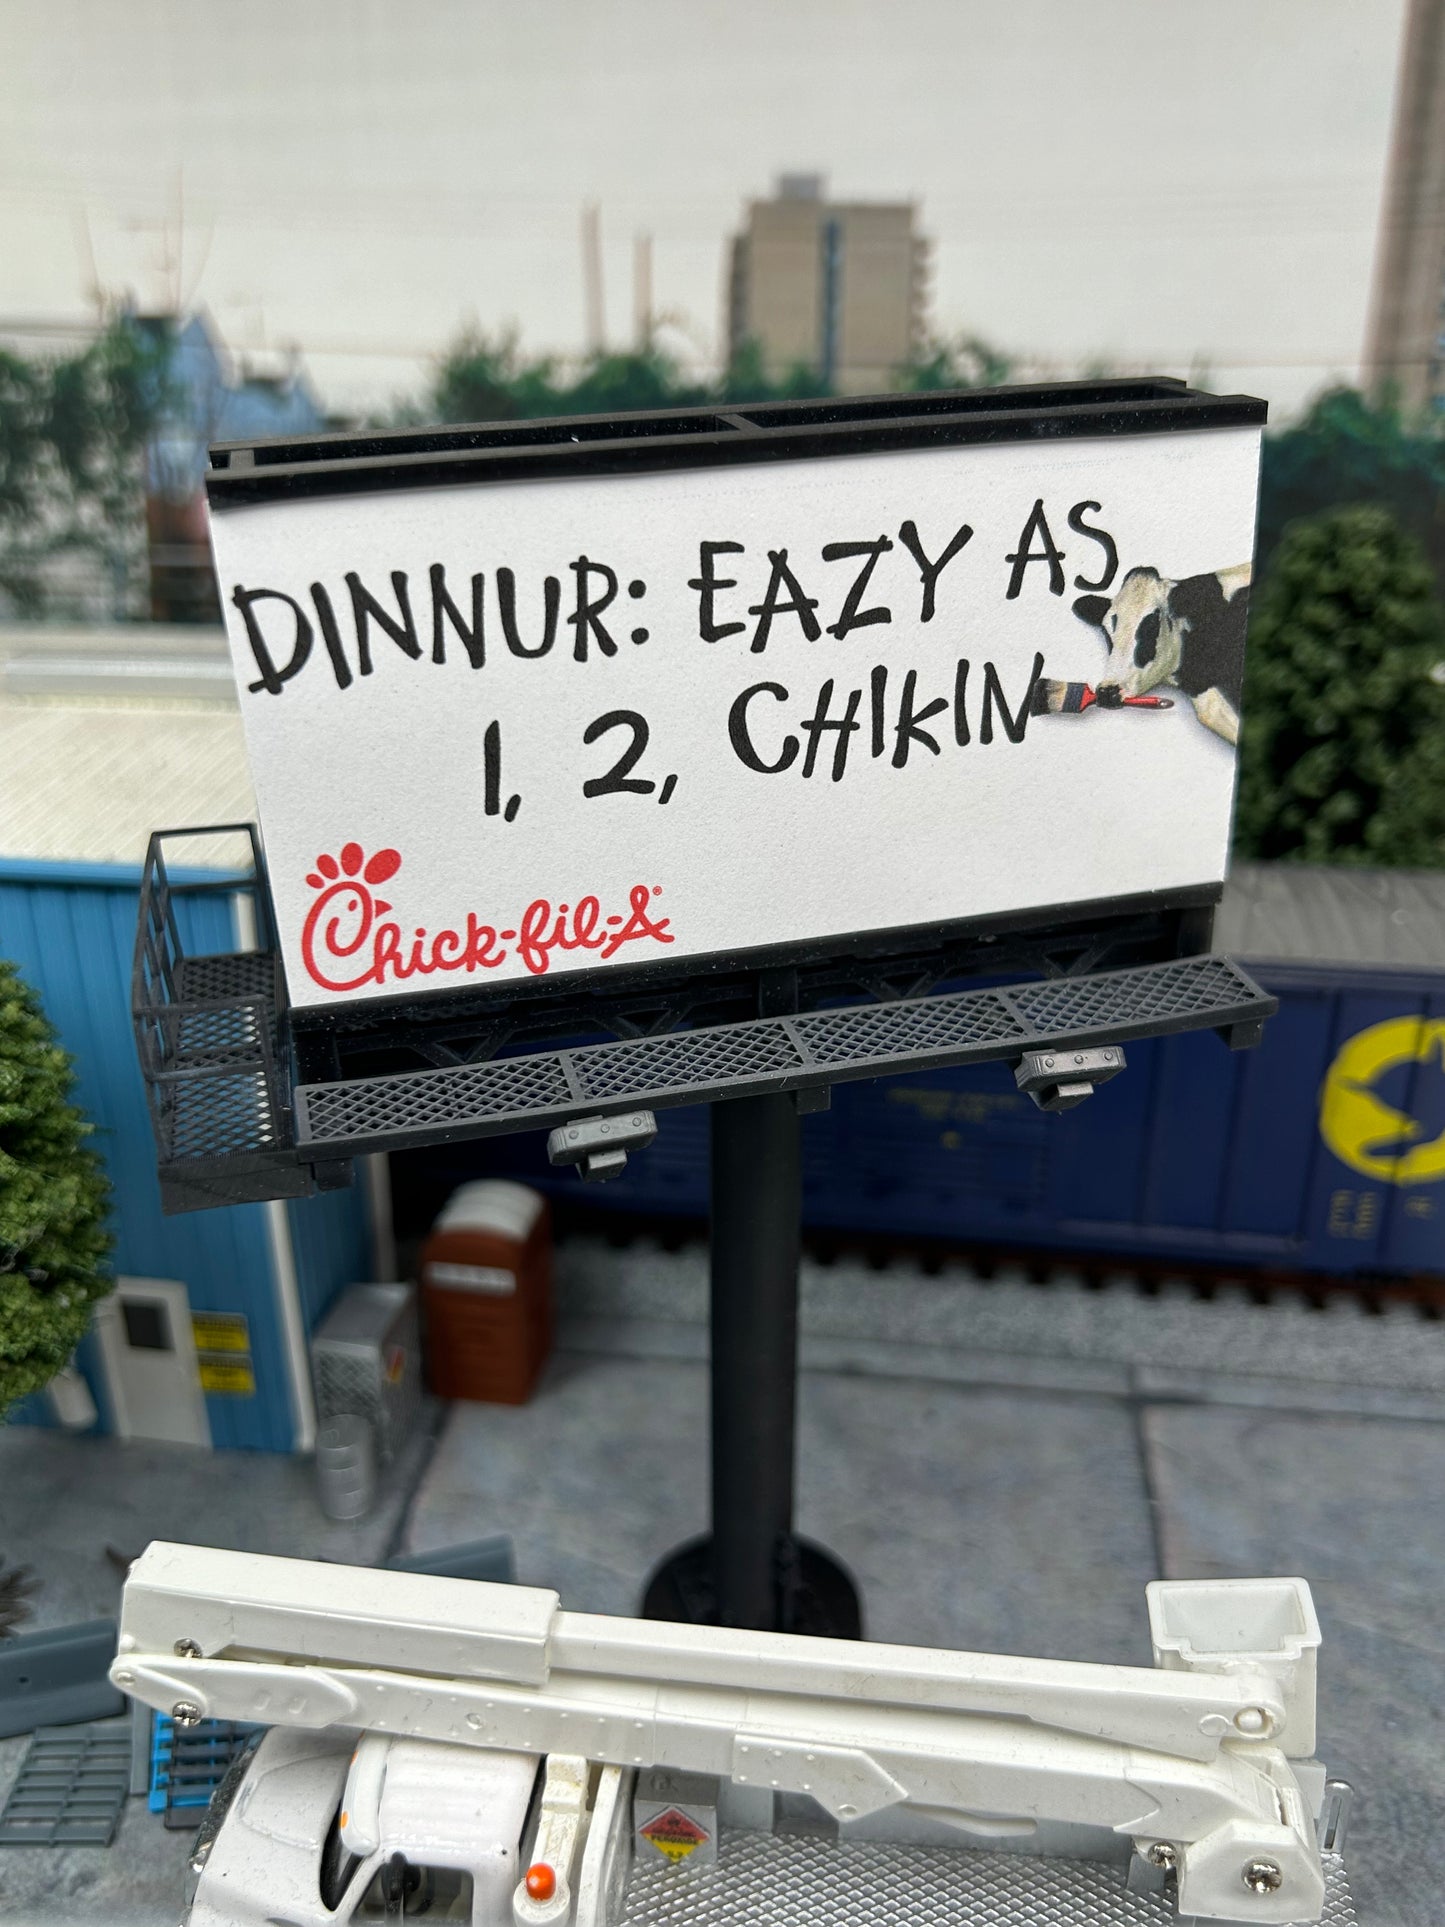 DINNUR: EAZY AS
1, 2, CHIKIN
Chick-fil-A®